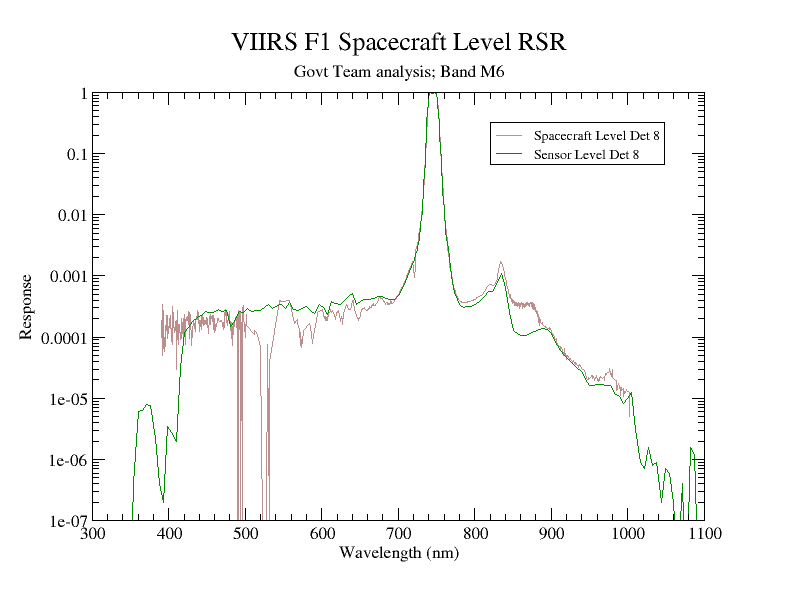 VIIRS F1 Spacecraft Level RSR
Govt Team analysis; Band M6
1
0.1
0.01
0.001
0.0001
1e-05
1e-06
1e-07
Response
Spacecraft Level Det 8
Sensor Level Det 8
300 400 500 600 700 800 900 1000 1100
Wavelength (nm)